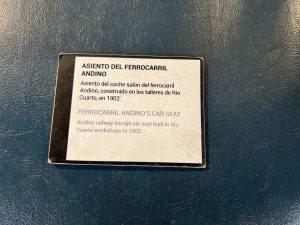 ASIENTO DEL FERROCARRIL
ANDINO
Asiento del coche salón del ferrocarril
Andino, construido en los talleres de Río
Cuarto, en 1902.
FERROCARRIL ANDINO'S CAR SEAT
Andino railway lounge car seat built in Río
Cuarto workshops in 1902.